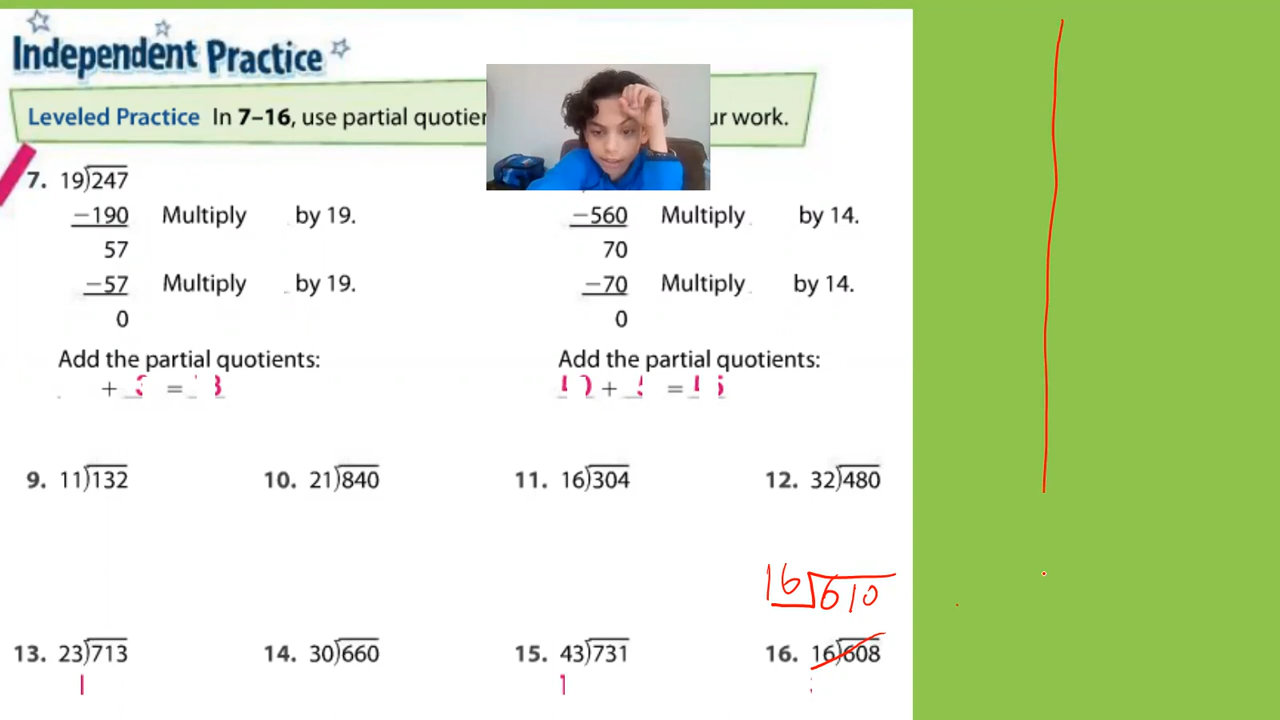 Independent Practice
Leveled Practice In 7–16, use partial quotier ur work.
7. 19)247
−190 Multiply by 19.
57
−57 Multiply by 19.
0
Add the partial quotients:
+ 3 = 3
−560 Multiply by 14.
70
−70 Multiply by 14.
0
Add the partial quotients:
+ =
9. 11)132
10. 21)840
11. 16)304
12. 32)480
16)610
13. 23)713
14. 30)660
15. 43)731
16. 16)608